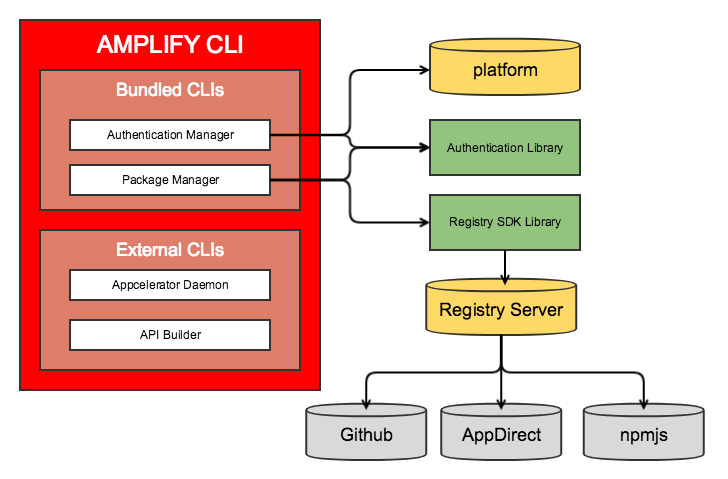 AMPLIFY CLI
Bundled CLIs
Authentication Manager
Package Manager
External CLIs
Appcelerator Daemon
API Builder
platform
Authentication Library
Registry SDK Library
Registry Server
Github
AppDirect
npmjs